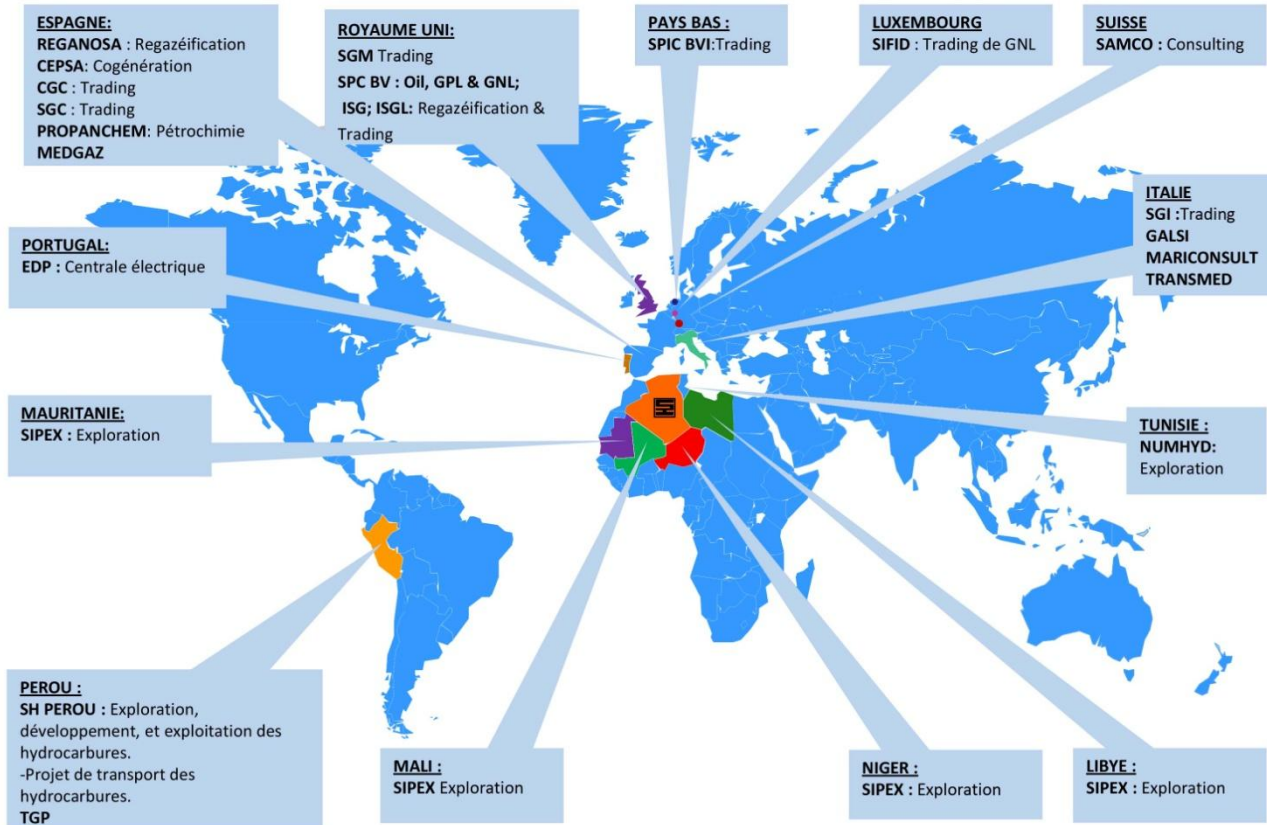 ESPAGNE:
REGANOSA : Regazéification
CEPSA: Cogénération
CGC : Trading
SGC : Trading
PROPANCHEM: Pétrochimie
MEDGAZ
ROYAUME UNI:
SGM Trading
SPC BV : Oil, GPL & GNL;
ISG; ISGL: Regazéification &
Trading
PAYS BAS :
SPIC BVI:Trading
LUXEMBOURG
SIFID : Trading de GNL
SUISSE
SAMCO : Consulting
ITALIE
SGI :Trading
GALSI
MARICONSULT
TRANSMED
PORTUGAL:
EDP : Centrale électrique
MAURITANIE:
SIPEX : Exploration
TUNISIE :
NUMHYD:
Exploration
PEROU :
SH PEROU : Exploration,
développement, et exploitation des
hydrocarbures.
-Projet de transport des
hydrocarbures.
TGP
MALI :
SIPEX Exploration
NIGER :
SIPEX : Exploration
LIBYE :
SIPEX : Exploration